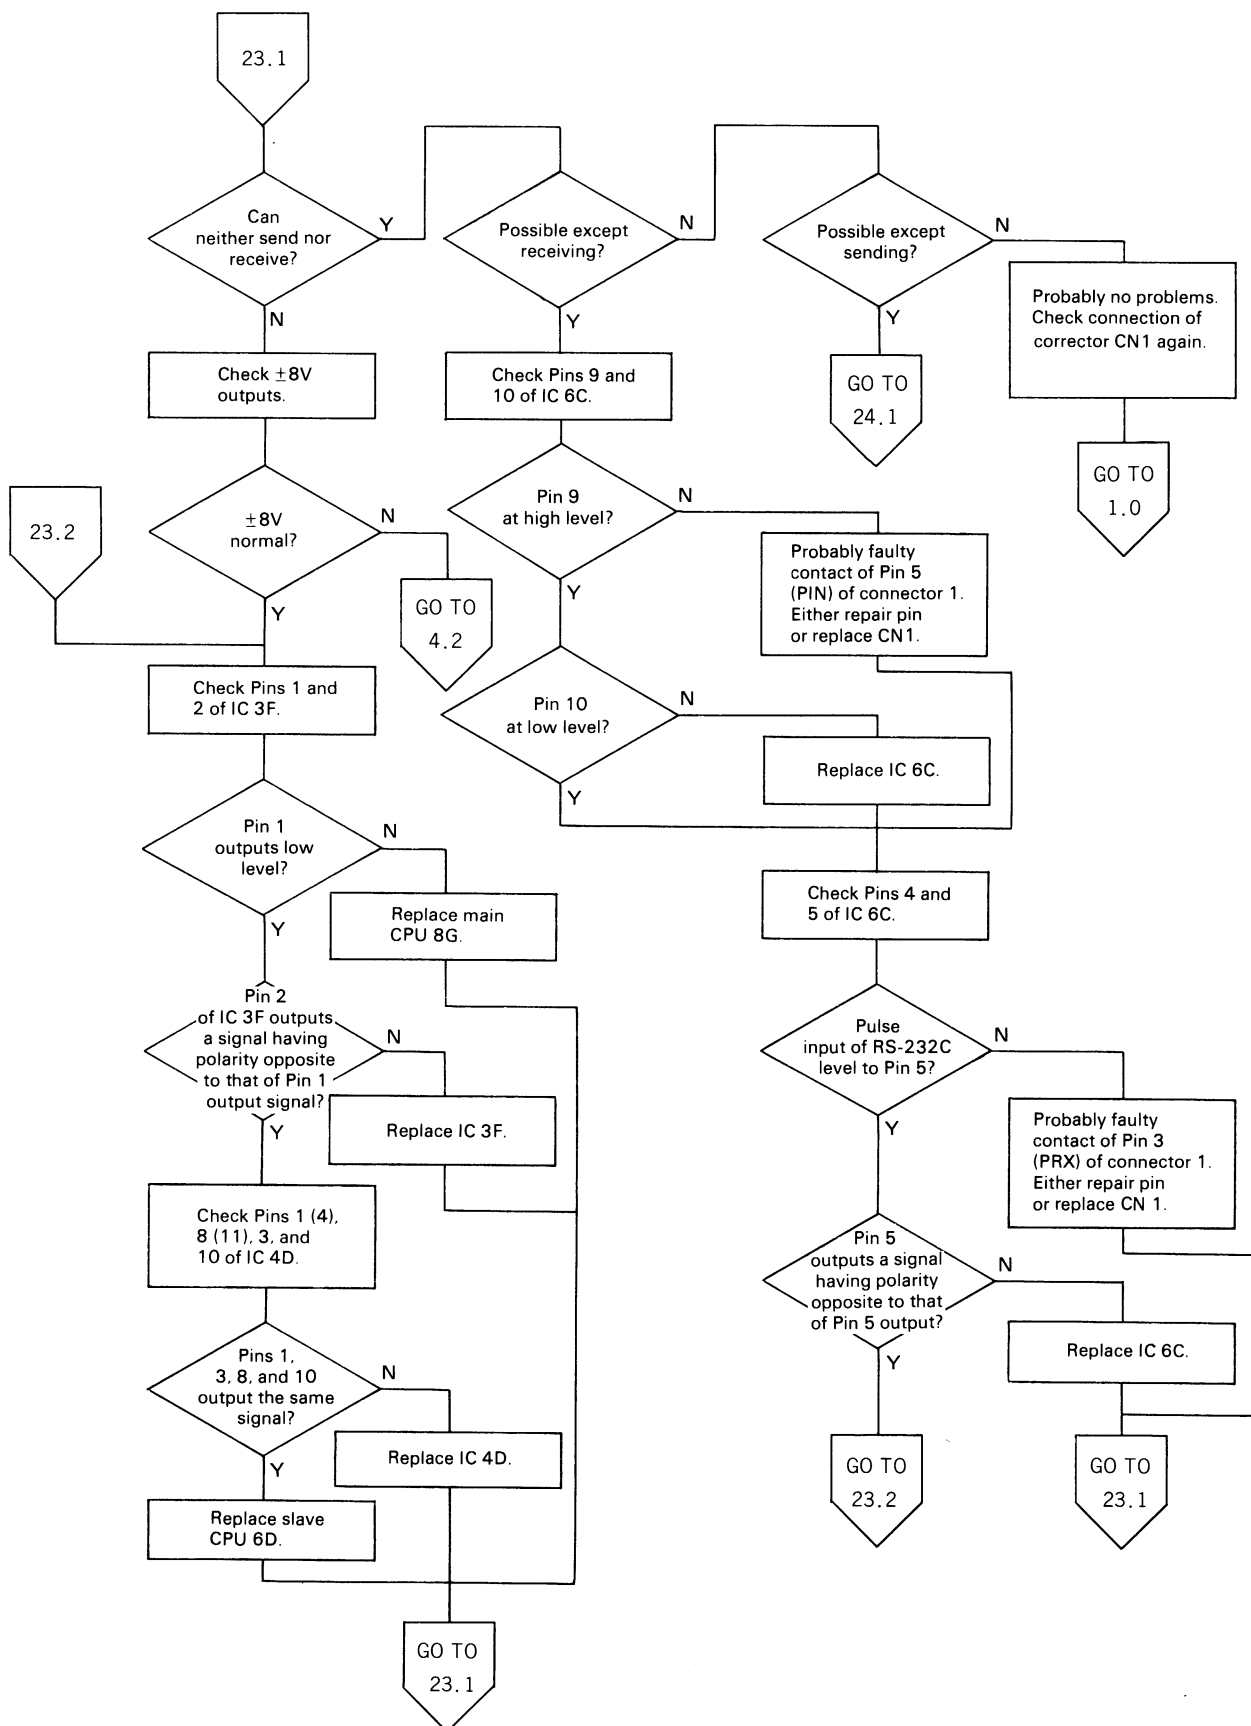 23.1
Can
neither send nor
receive?
Y
N
Check ±8V
outputs.
±8V
normal?
N
Y
GO TO
4.2
23.2
Check Pins 1 and
2 of IC 3F.
Pin 1
outputs low
level?
N
Y
Replace main
CPU 8G.
Pin 2
of IC 3F outputs
a signal having
polarity opposite
to that of Pin 1
output signal?
N
Y
Replace IC 3F.
Check Pins 1 (4),
8 (11), 3, and
10 of IC 4D.
Pins 1,
3, 8, and 10
output the same
signal?
N
Y
Replace IC 4D.
Replace slave
CPU 6D.
GO TO
23.1
Possible except
receiving?
N
Y
Check Pins 9 and
10 of IC 6C.
Pin 9
at high level?
N
Y
Probably faulty
contact of Pin 5
(PIN) of connector 1.
Either repair pin
or replace CN1.
Pin 10
at low level?
N
Y
Replace IC 6C.
Check Pins 4 and
5 of IC 6C.
Pulse
input of RS-232C
level to Pin 5?
N
Y
Probably faulty
contact of Pin 3
(PRX) of connector 1.
Either repair pin
or replace CN 1.
Pin 5
outputs a signal
having polarity
opposite to that
of Pin 5 output?
N
Y
Replace IC 6C.
GO TO
23.2
GO TO
23.1
Possible except
sending?
N
Y
GO TO
24.1
Probably no problems.
Check connection of
corrector CN1 again.
GO TO
1.0